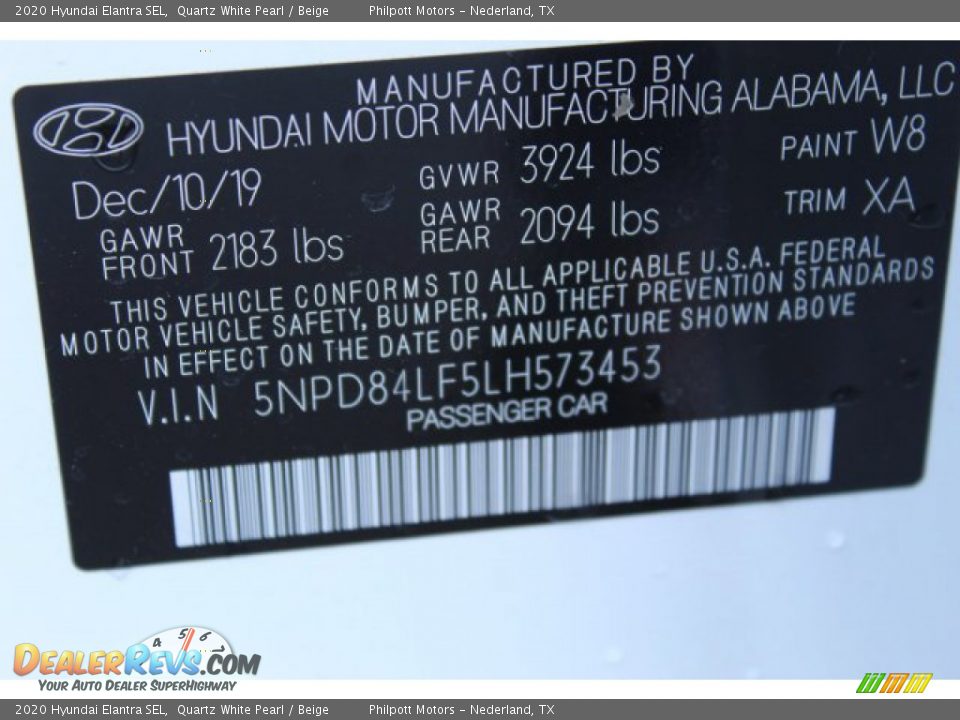 2020 Hyundai Elantra SEL, Quartz White Pearl / Beige Philpott Motors - Nederland, TX
MANUFACTURED BY
HYUNDAI MOTOR MANUFACTURING ALABAMA, LLC
Dec/10/19 GVWR 3924 lbs PAINT W8
GAWR FRONT 2183 lbs GAWR REAR 2094 lbs TRIM XA
THIS VEHICLE CONFORMS TO ALL APPLICABLE U.S.A. FEDERAL
MOTOR VEHICLE SAFETY, BUMPER, AND THEFT PREVENTION STANDARDS
IN EFFECT ON THE DATE OF MANUFACTURE SHOWN ABOVE
V.I.N 5NPD84LF5LH573453
PASSENGER CAR
4 5 6 7
DEALERREVS.COM
YOUR AUTO DEALER SUPERHIGHWAY
2020 Hyundai Elantra SEL, Quartz White Pearl / Beige Philpott Motors - Nederland, TX